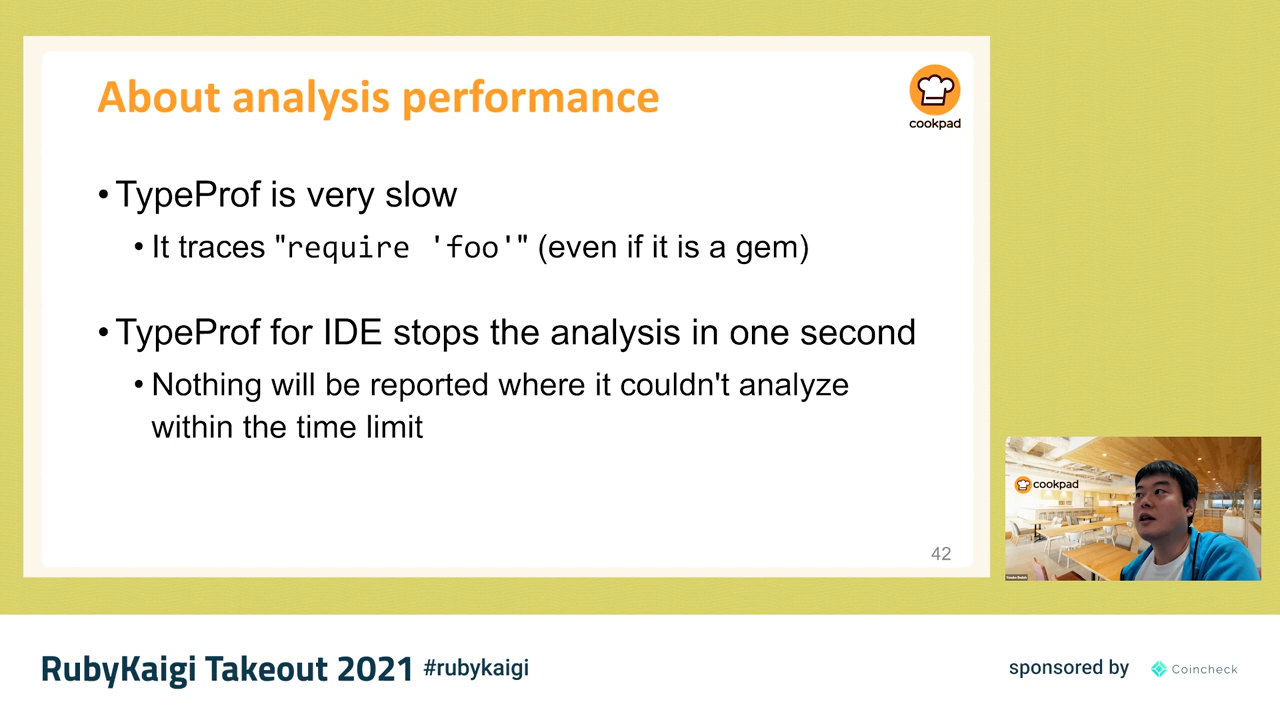 About analysis performance
cookpad
• TypeProf is very slow
• It traces "require 'foo'" (even if it is a gem)
• TypeProf for IDE stops the analysis in one second
• Nothing will be reported where it couldn't analyze
within the time limit
42
cookpad
RubyKaigi Takeout 2021 #rubykaigi
sponsored by Coincheck